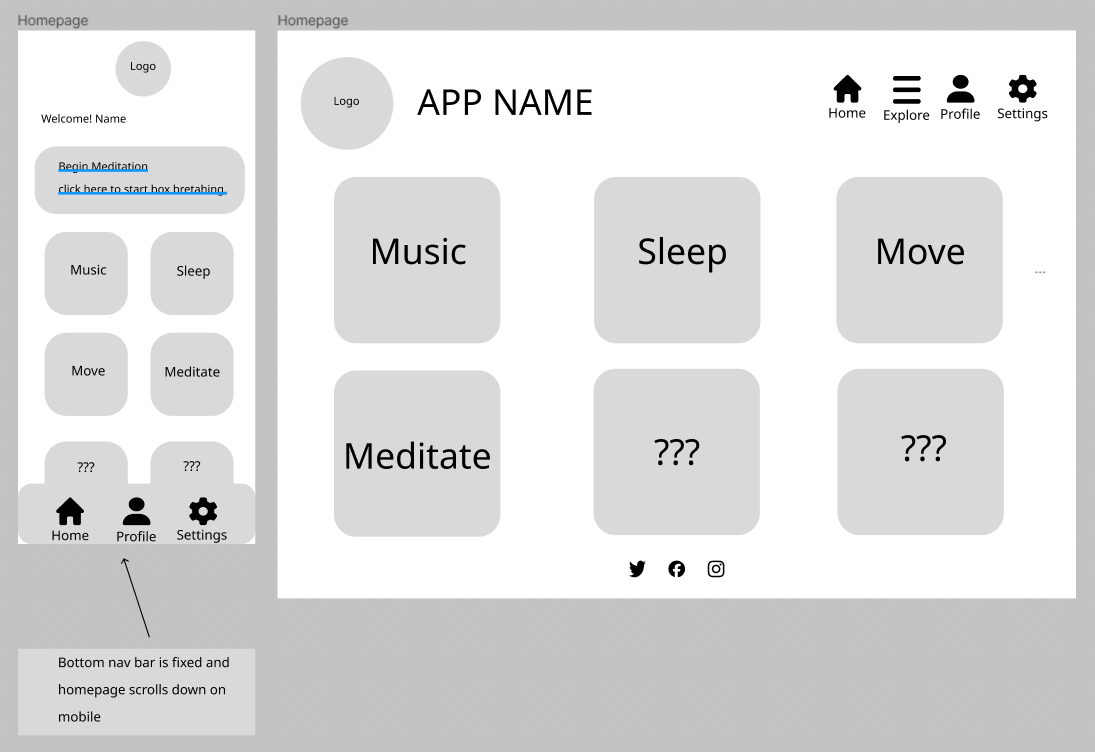 Homepage
Logo
Welcome! Name
Begin Meditation
click here to start box bretahing.
Music
Sleep
Move
Meditate
???
???
Home
Profile
Settings
Bottom nav bar is fixed and
homepage scrolls down on
mobile
Homepage
Logo
APP NAME
Home
Explore
Profile
Settings
Music
Sleep
Move
...
Meditate
???
???